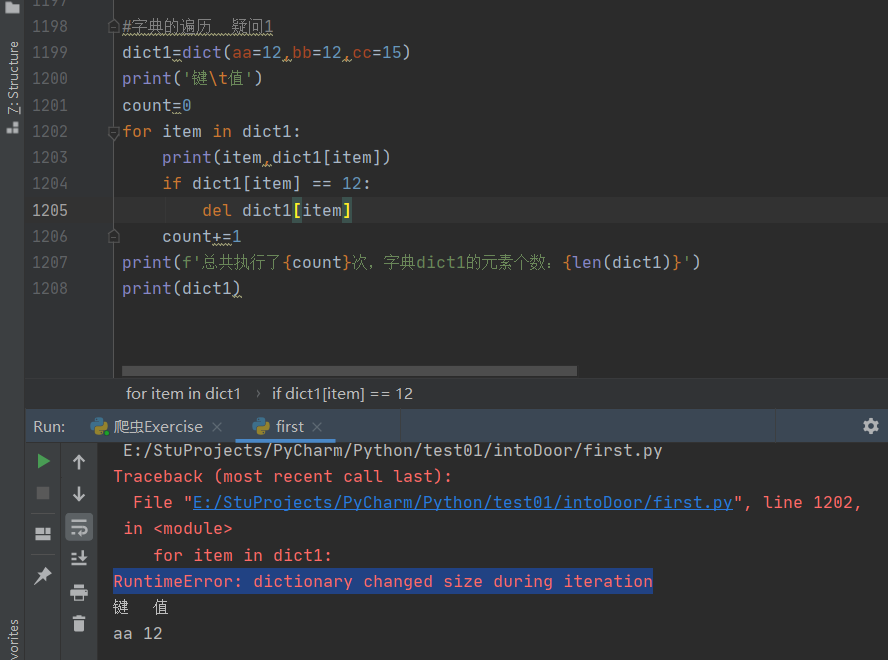 1197
1198 #字典的遍历  疑问1
1199 dict1=dict(aa=12,bb=12,cc=15)
1200 print('键\t值')
1201 count=0
1202 for item in dict1:
1203     print(item,dict1[item])
1204     if dict1[item] == 12:
1205         del dict1[item]
1206     count+=1
1207 print(f'总共执行了{count}次，字典dict1的元素个数：{len(dict1)}')
1208 print(dict1)
Z: Structure
for item in dict1 › if dict1[item] == 12
Run: 爬虫Exercise × first ×
E:/StuProjects/PyCharm/Python/test01/intoDoor/first.py
Traceback (most recent call last):
  File "E:/StuProjects/PyCharm/Python/test01/intoDoor/first.py", line 1202,
 in <module>
    for item in dict1:
RuntimeError: dictionary changed size during iteration
键  值
aa 12
vorites